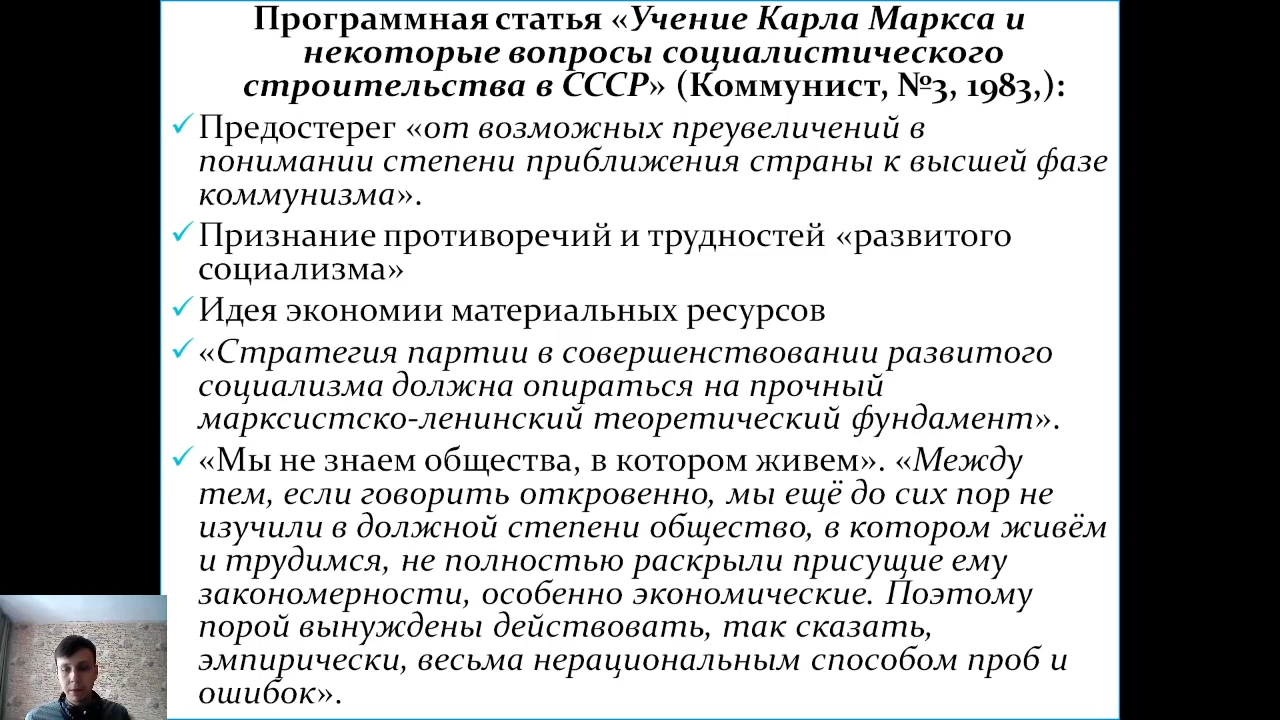 Программная статья «Учение Карла Маркса и
некоторые вопросы социалистического
строительства в СССР» (Коммунист, №3, 1983,):
Предостерег «от возможных преувеличений в
понимании степени приближения страны к высшей фазе
коммунизма».
Признание противоречий и трудностей «развитого
социализма»
Идея экономии материальных ресурсов
«Стратегия партии в совершенствовании развитого
социализма должна опираться на прочный
марксистско-ленинский теоретический фундамент».
«Мы не знаем общества, в котором живем». «Между
тем, если говорить откровенно, мы ещё до сих пор не
изучили в должной степени общество, в котором живём
и трудимся, не полностью раскрыли присущие ему
закономерности, особенно экономические. Поэтому
порой вынуждены действовать, так сказать,
эмпирически, весьма нерациональным способом проб и
ошибок».